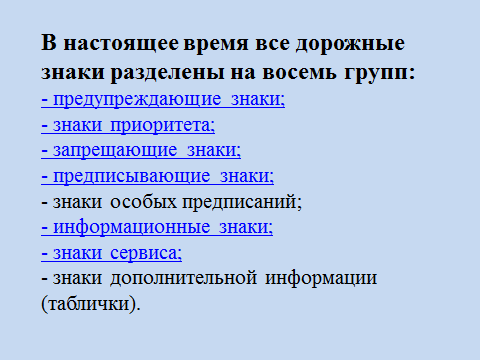 В настоящее время все дорожные
знаки разделены на восемь групп:
- предупреждающие знаки;
- знаки приоритета;
- запрещающие знаки;
- предписывающие знаки;
- знаки особых предписаний;
- информационные знаки;
- знаки сервиса;
- знаки дополнительной информации
(таблички).